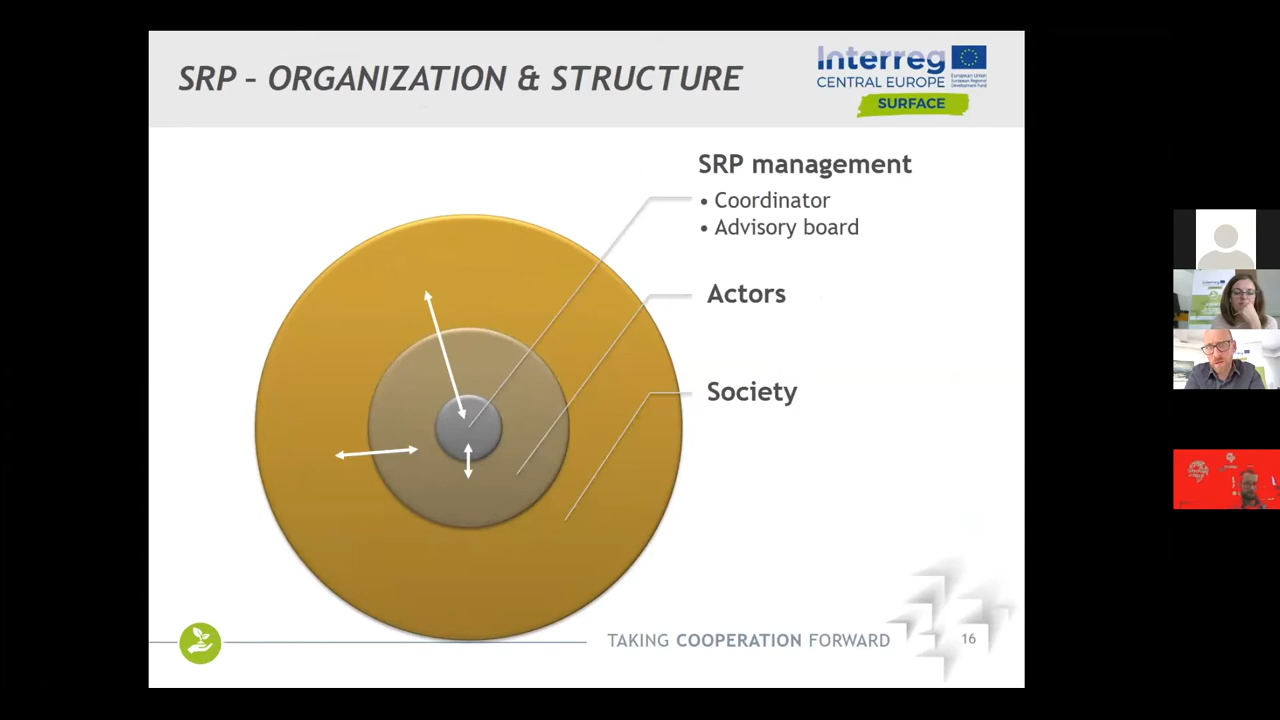 SRP – ORGANIZATION & STRUCTURE
Interreg
CENTRAL EUROPE
European Union
European Regional
Development Fund
SURFACE
SRP management
• Coordinator
• Advisory board
Actors
Society
TAKING COOPERATION FORWARD
16